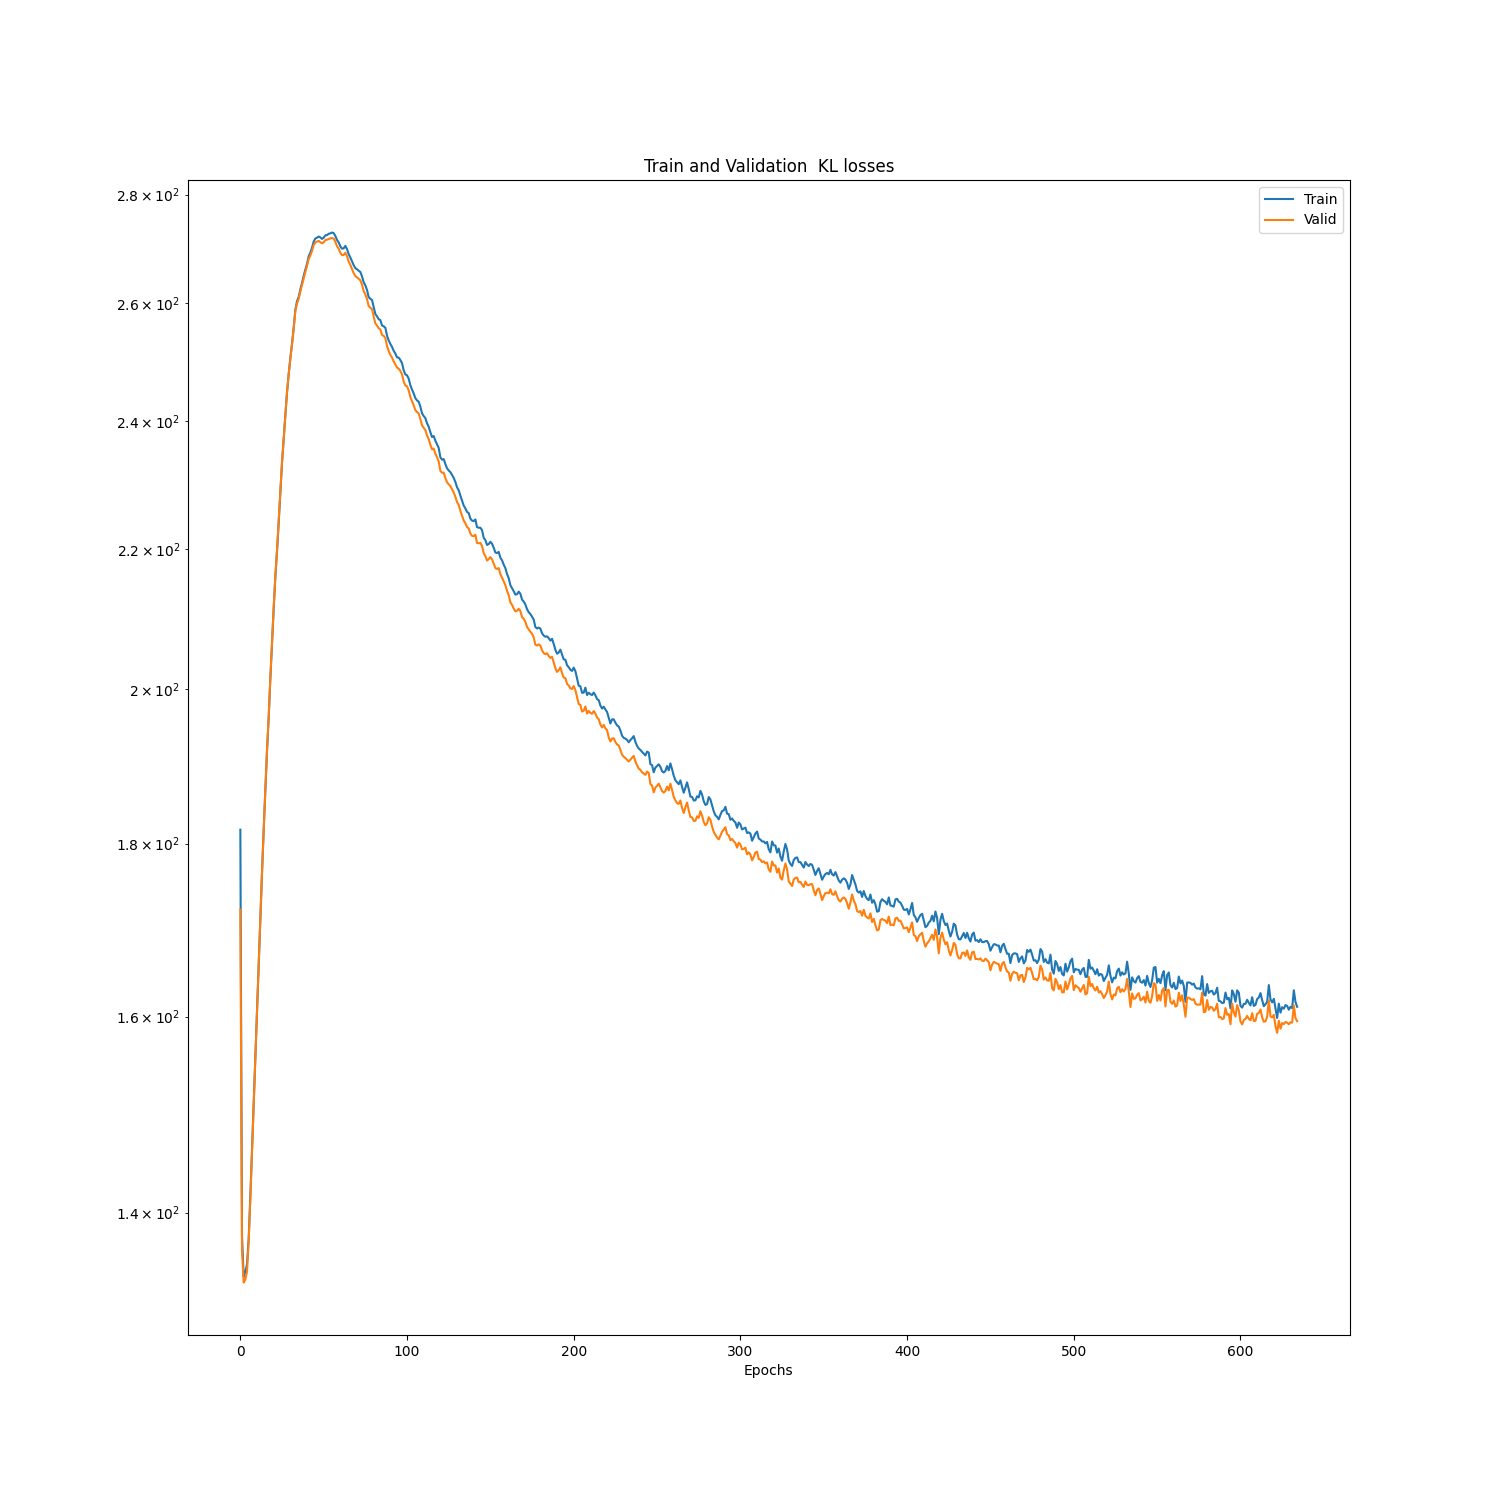 Train and Validation  KL losses
Train
Valid
2.8 × 10²
2.6 × 10²
2.4 × 10²
2.2 × 10²
2 × 10²
1.8 × 10²
1.6 × 10²
1.4 × 10²
0 100 200 300 400 500 600
Epochs